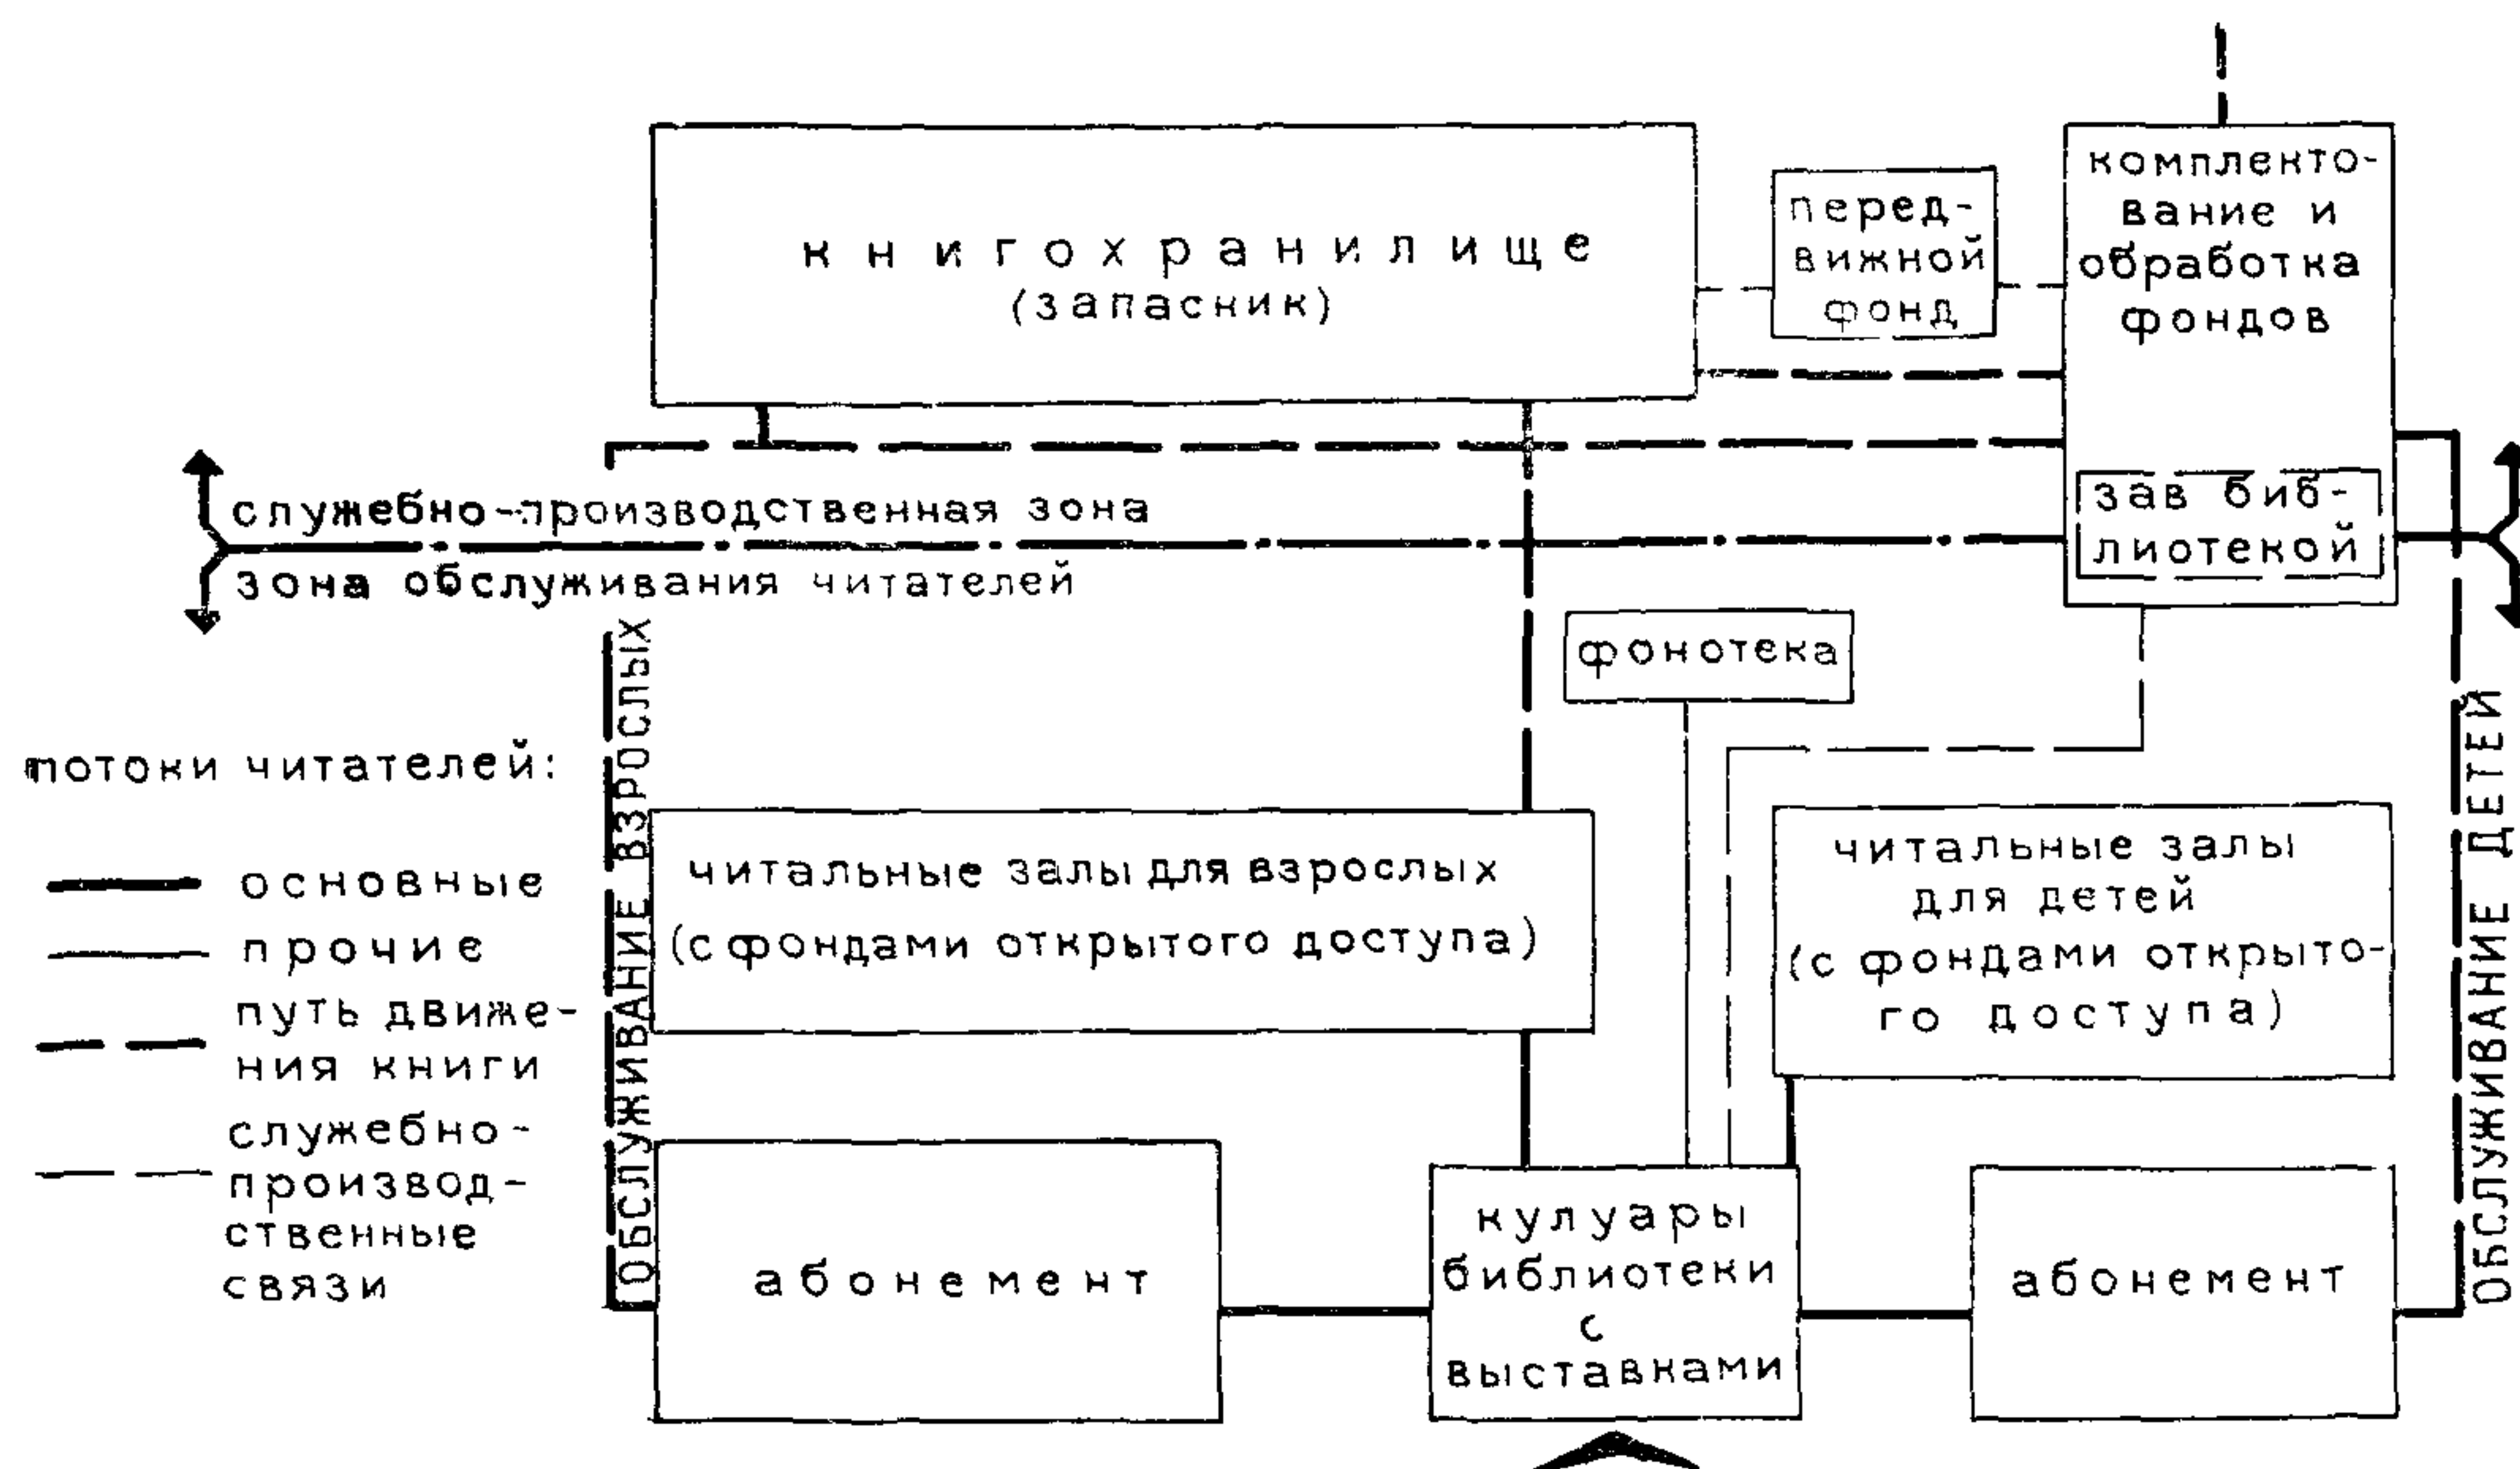 книгохранилище
(запасник)
перед-
вижной
фонд
комплекто-
вание и
обработка
фондов
зав биб-
лиотекой
служебно-производственная зона
зона обслуживания читателей
фонотека
потоки читателей:
основные
прочие
путь движе-
ния книги
служебно-
производ-
ственные
связи
ОБСЛУЖИВАНИЕ ВЗРОСЛЫХ
читальные залы для взрослых
(с фондами открытого доступа)
читальные залы
для детей
(с фондами открыто-
го доступа)
ОБСЛУЖИВАНИЕ ДЕТЕЙ
абонемент
кулуары
библиотеки
с
выставками
абонемент